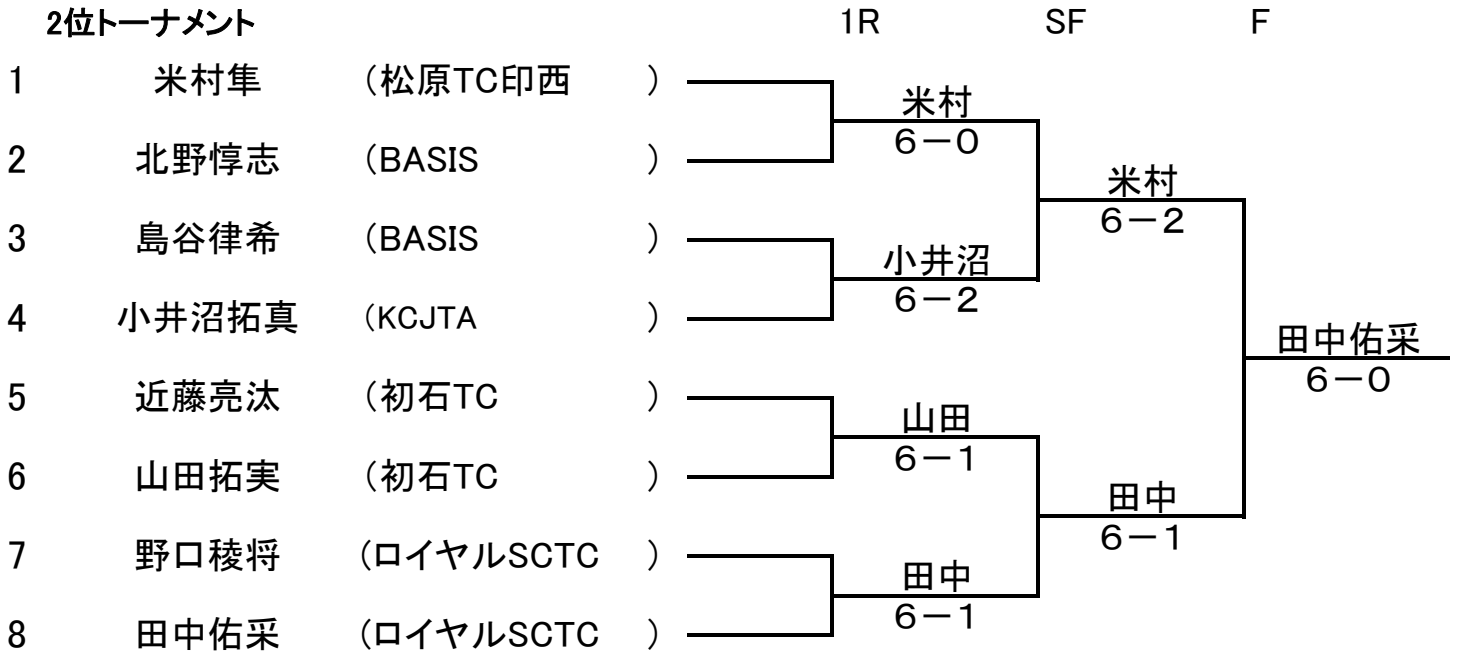 2位トーナメント 1R SF F
1 米村隼 （松原TC印西 ）
米村
6－0
2 北野惇志 （BASIS ）
米村
6－2
3 島谷律希 （BASIS ）
小井沼
6－2
4 小井沼拓真 （KCJTA ）
田中佑采
6－0
5 近藤亮汰 （初石TC ）
山田
6－1
6 山田拓実 （初石TC ）
田中
6－1
7 野口稜将 （ロイヤルSCTC ）
田中
6－1
8 田中佑采 （ロイヤルSCTC ）